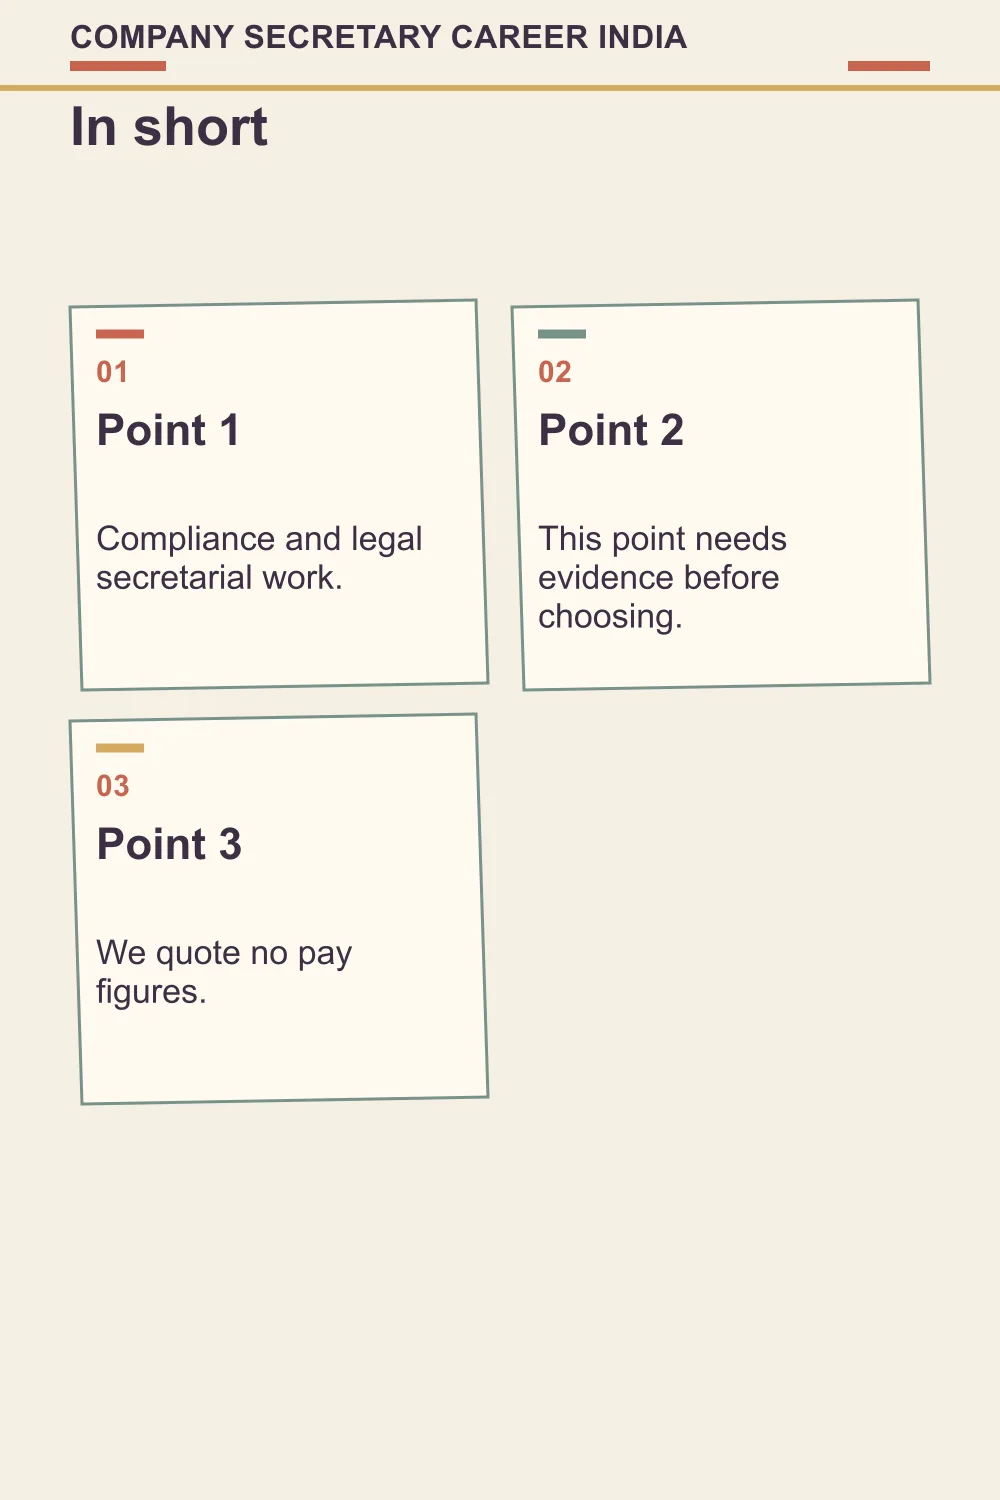 COMPANY SECRETARY CAREER INDIA
In short
01
Point 1
Compliance and legal
secretarial work.
02
Point 2
This point needs
evidence before
choosing.
03
Point 3
We quote no pay
figures.